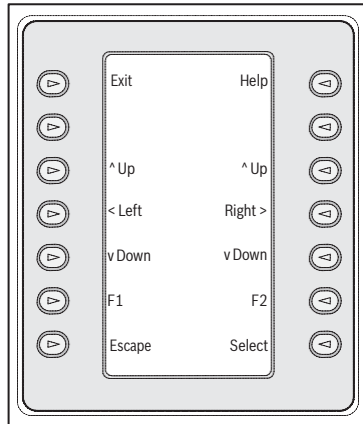 Exit Help
^ Up ^ Up
< Left Right >
v Down v Down
F1 F2
Escape Select